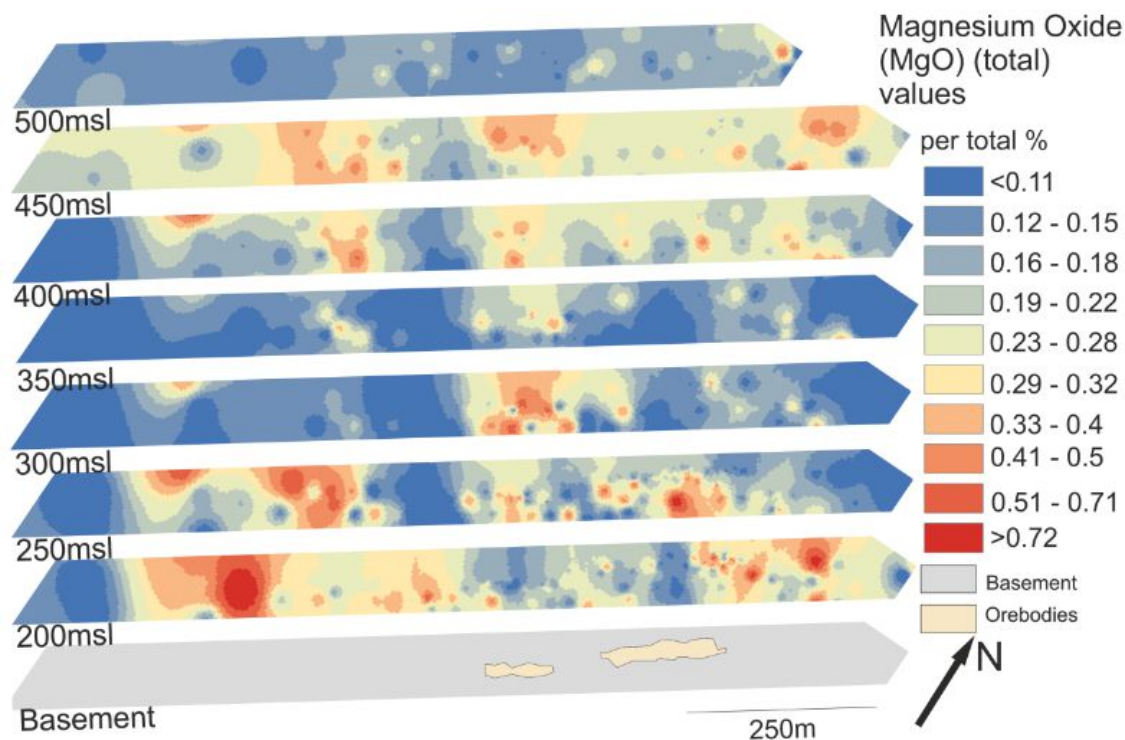 Magnesium Oxide
(MgO) (total)
values
per total %
<0.11
0.12 - 0.15
0.16 - 0.18
0.19 - 0.22
0.23 - 0.28
0.29 - 0.32
0.33 - 0.4
0.41 - 0.5
0.51 - 0.71
>0.72
Basement
Orebodies
N
500msl
450msl
400msl
350msl
300msl
250msl
200msl
Basement
250m